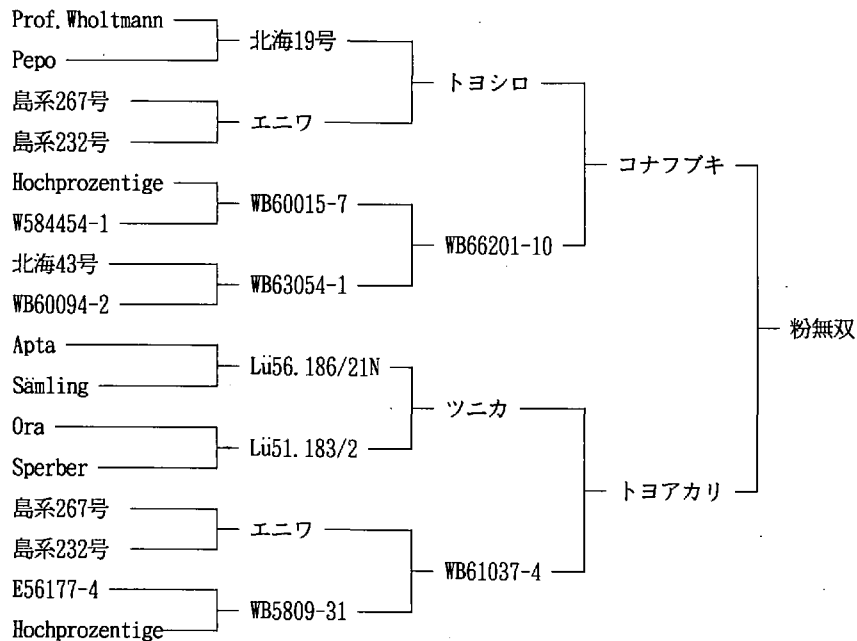 Prof.Wholtmann
北海19号
Pepo
トヨシロ
島系267号
エニワ
島系232号
コナフブキ
Hochprozentige
WB60015-7
W584454-1
WB66201-10
北海43号
WB63054-1
WB60094-2
粉無双
Apta
Lü56.186/21N
Sämling
ツニカ
Ora
Lü51.183/2
Sperber
トヨアカリ
島系267号
エニワ
島系232号
WB61037-4
E56177-4
WB5809-31
Hochprozentige